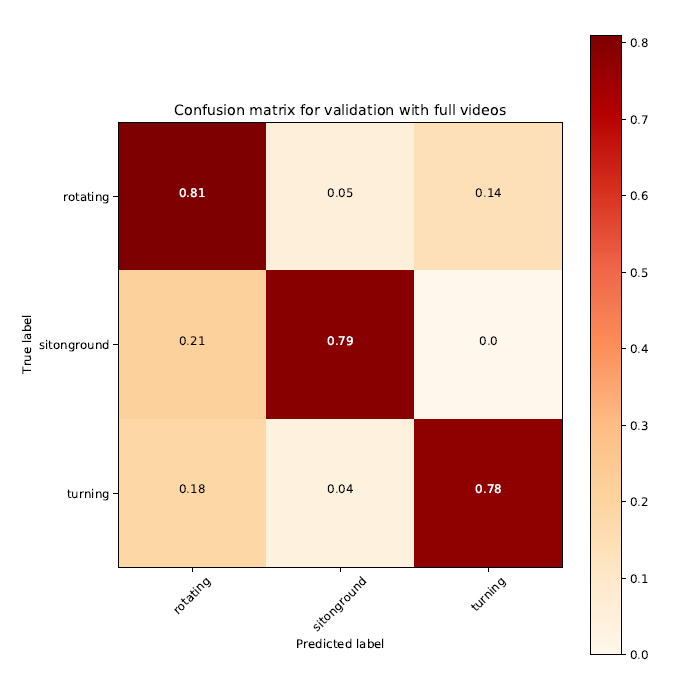 Confusion matrix for validation with full videos
rotating
0.81
0.05
0.14
sitonground
0.21
0.79
0.0
turning
0.18
0.04
0.78
True label
rotating
sitonground
turning
Predicted label
0.8
0.7
0.6
0.5
0.4
0.3
0.2
0.1
0.0